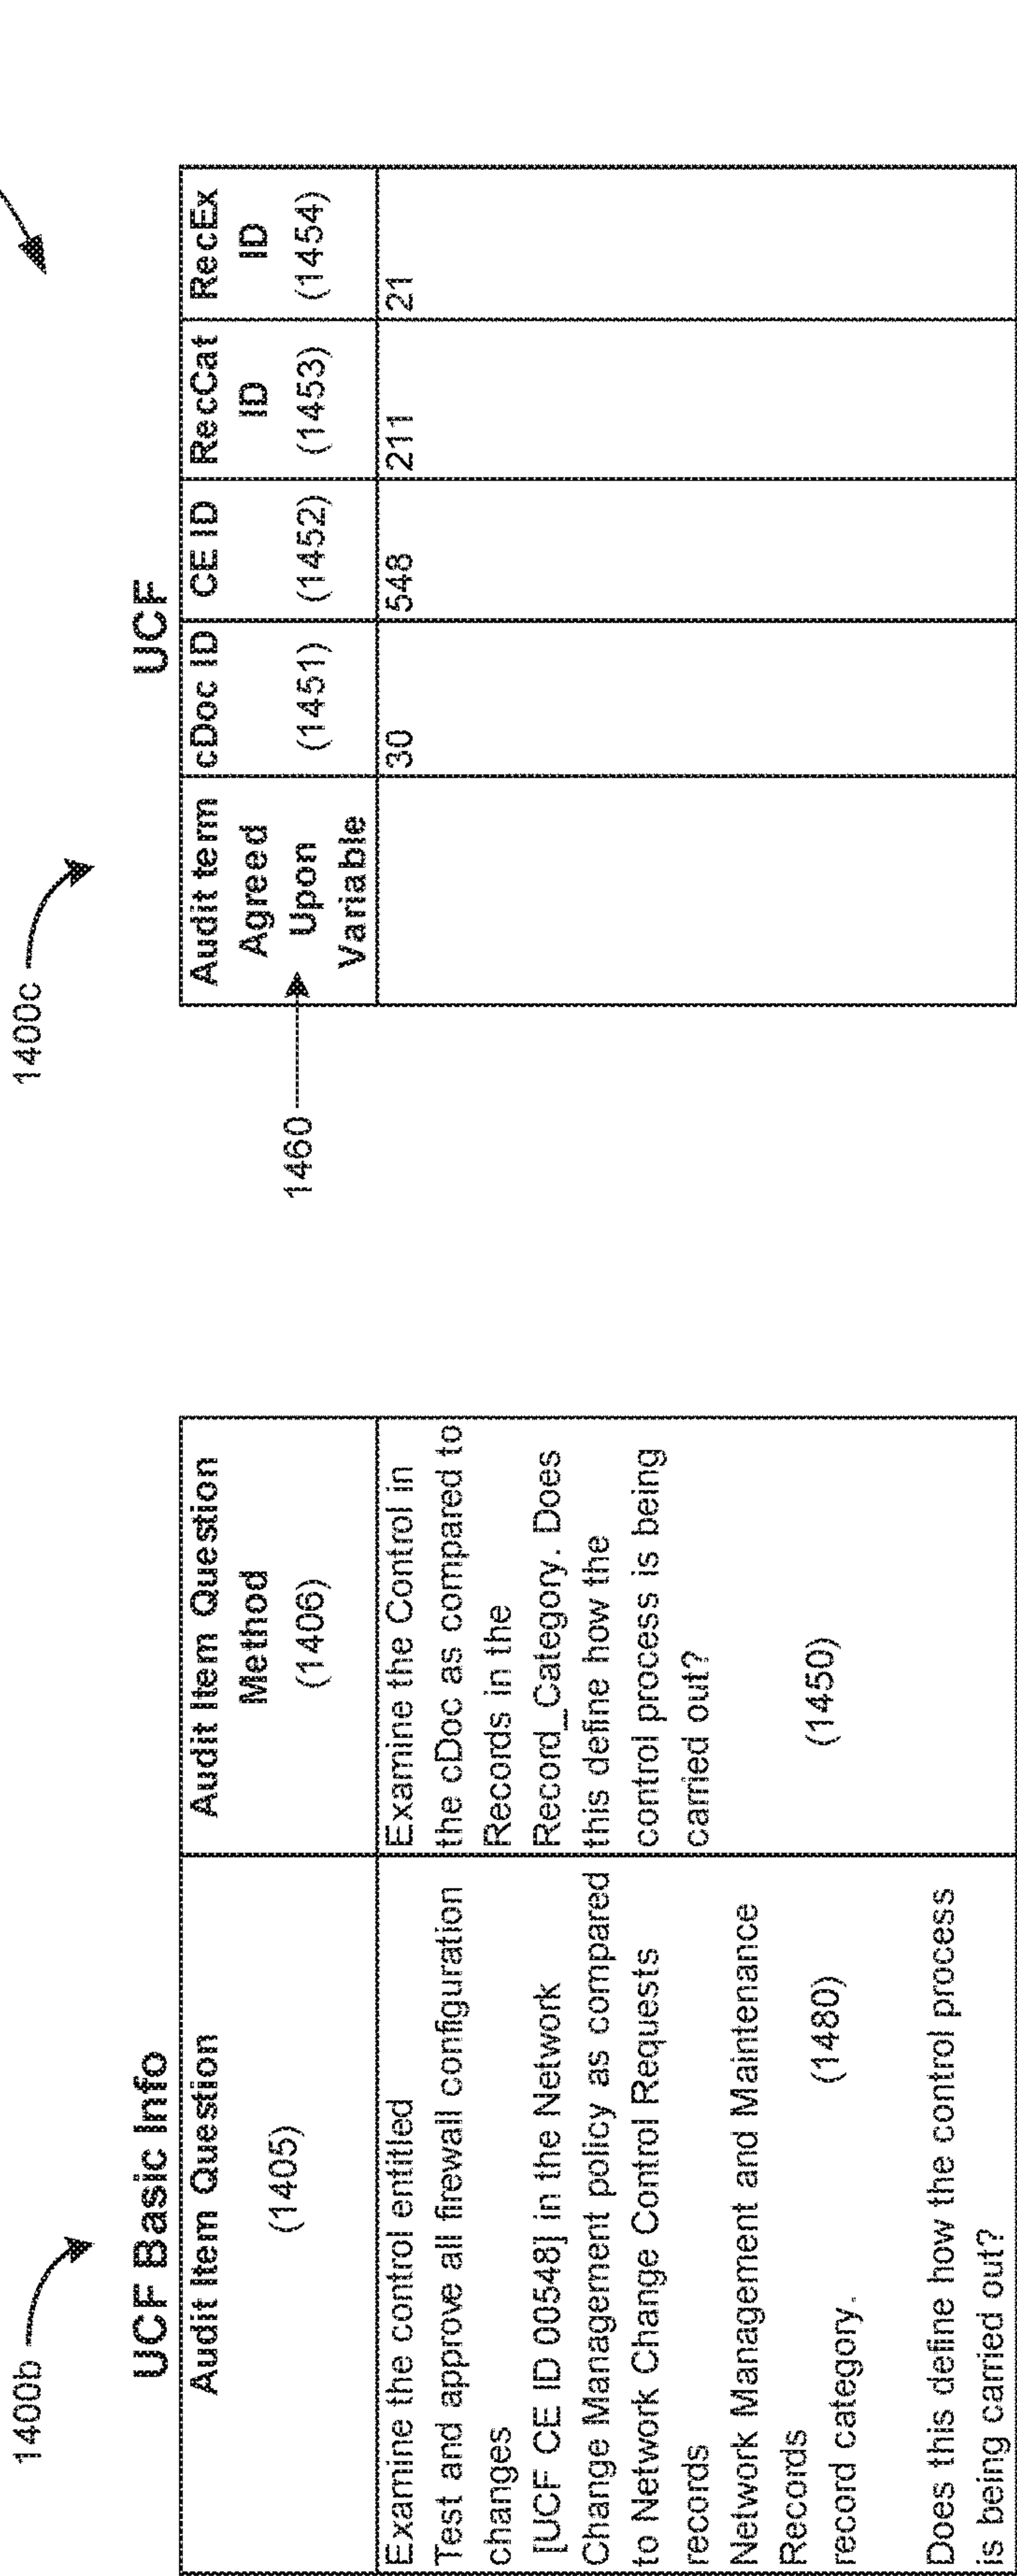 1400b
UCF Basic Info
Audit Item Question
(1405)
Audit Item Question
Method
(1406)
Examine the control entitled
Test and approve all firewall configuration
changes
[UCF CE ID 00548] in the Network
Change Management policy as compared
to Network Change Control Requests
records
Network Management and Maintenance
Records
(1480)
record category.
Does this define how the control process
is being carried out?
Examine the Control in
the cDoc as compared to
Records in the
Record_Category. Does
this define how the
control process is being
carried out?
(1450)
1400c
UCF
1460
Audit term
Agreed
Upon
Variable
cDoc ID
(1451)
CE ID
(1452)
RecCat
ID
(1453)
RecEx
ID
(1454)
30
548
211
21